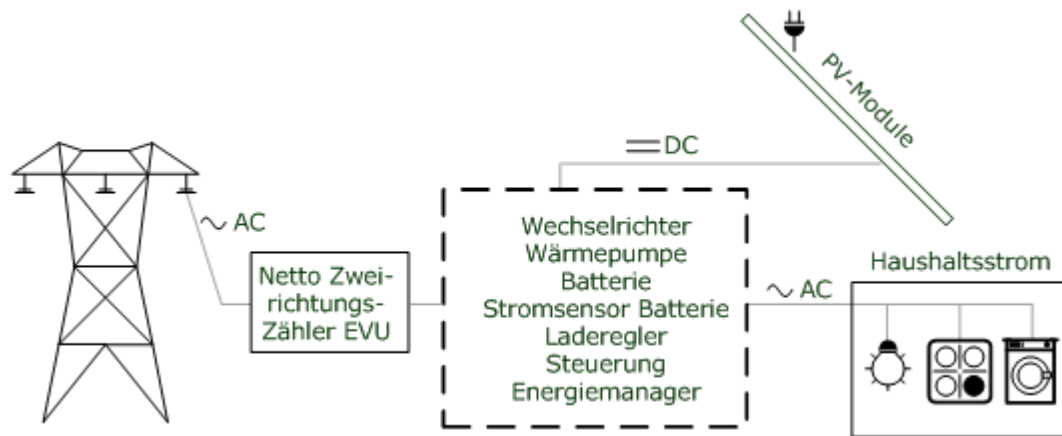 PV-Module
DC
AC
Netto Zwei-
richtungs-
Zähler EVU
Wechselrichter
Wärmepumpe
Batterie
Stromsensor Batterie
Laderegler
Steuerung
Energiemanager
AC
Haushaltsstrom